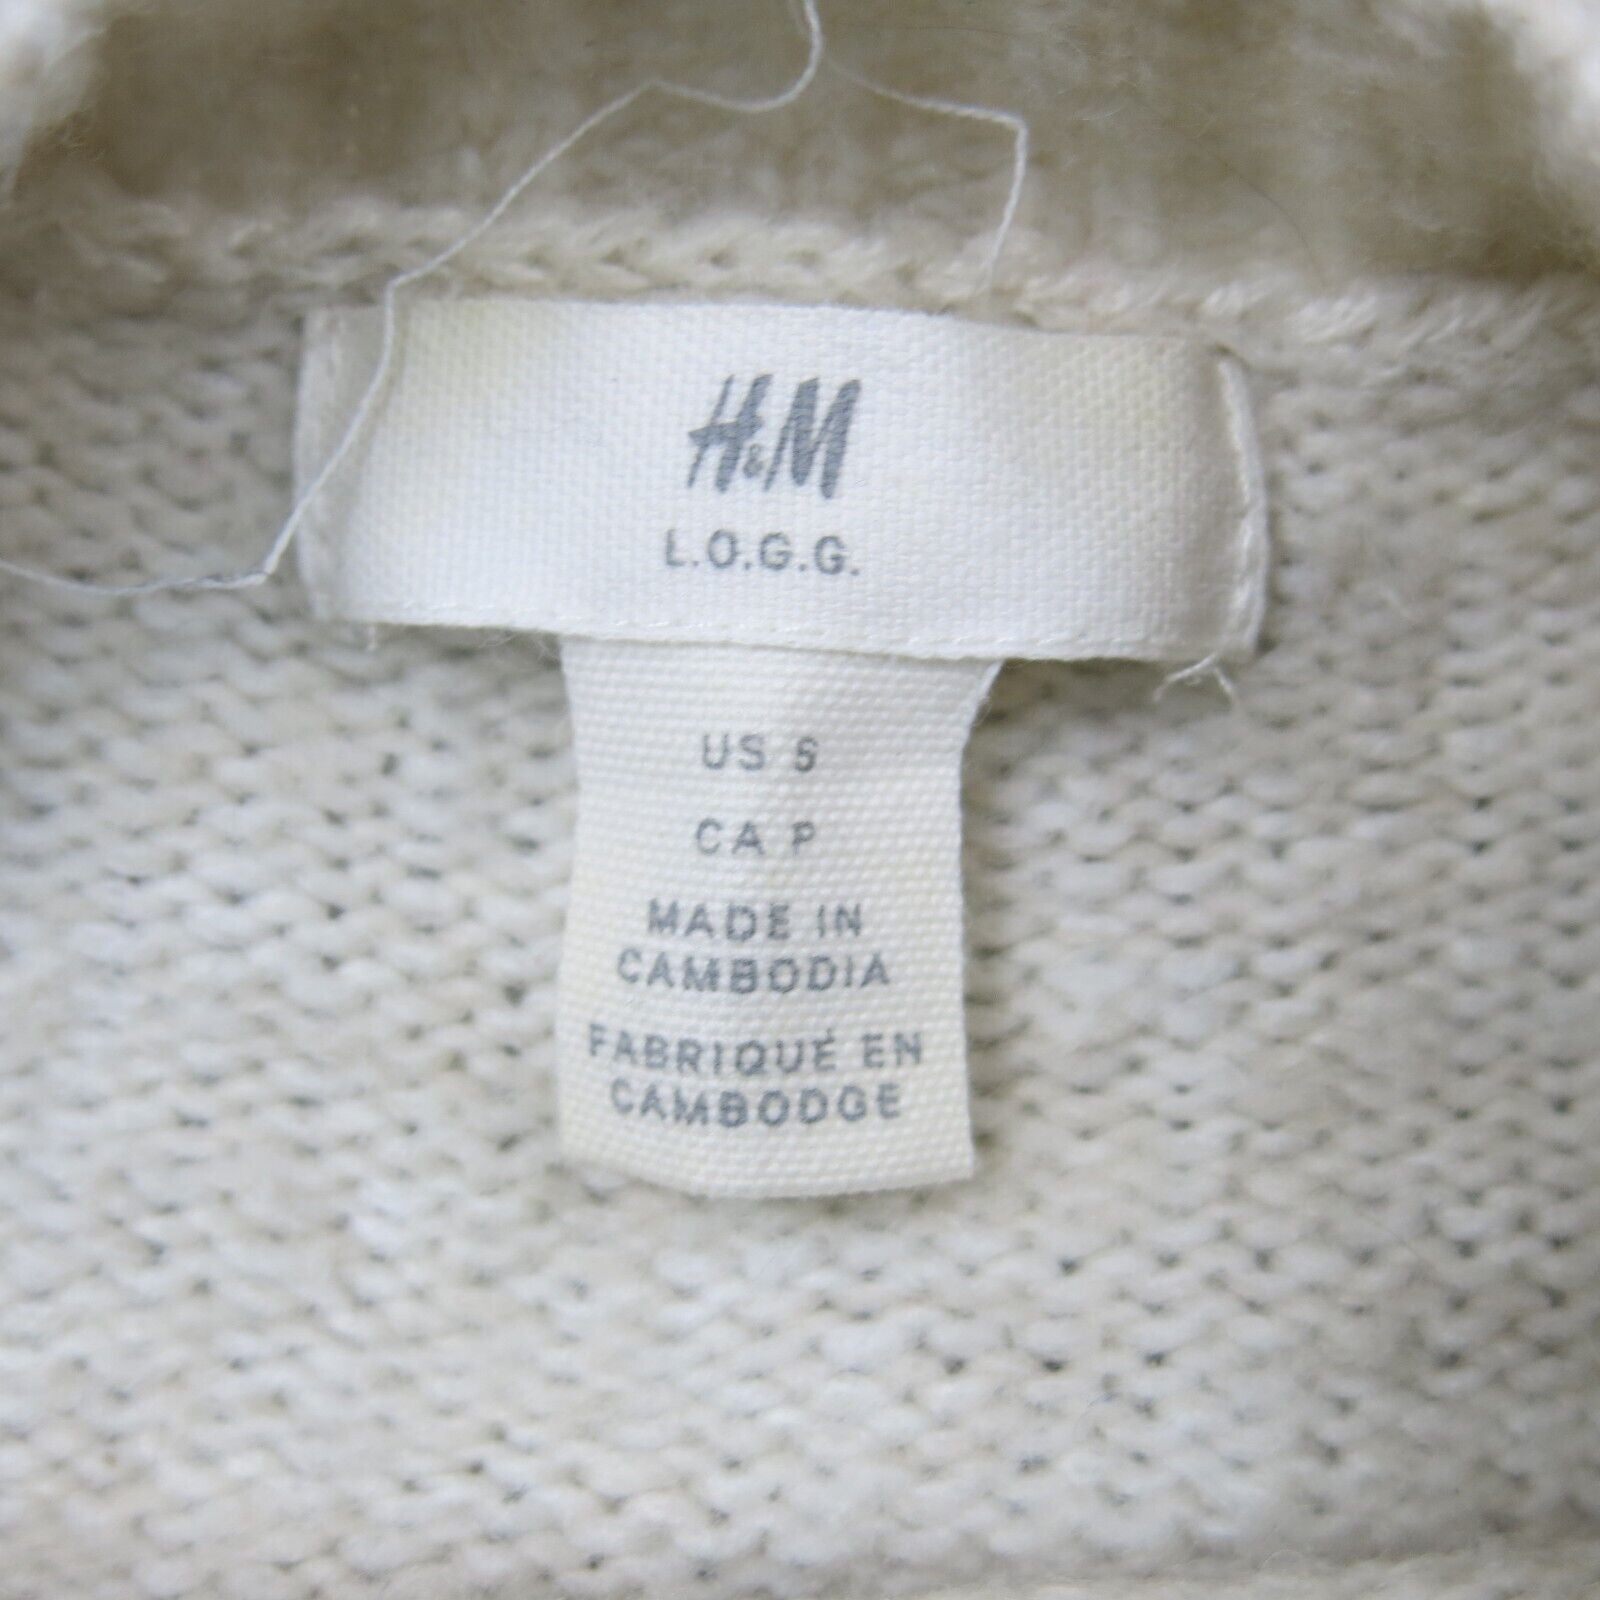 H&M
L.O.G.G.
US S
CA P
MADE IN
CAMBODIA
FABRIQUÉ EN
CAMBODGE